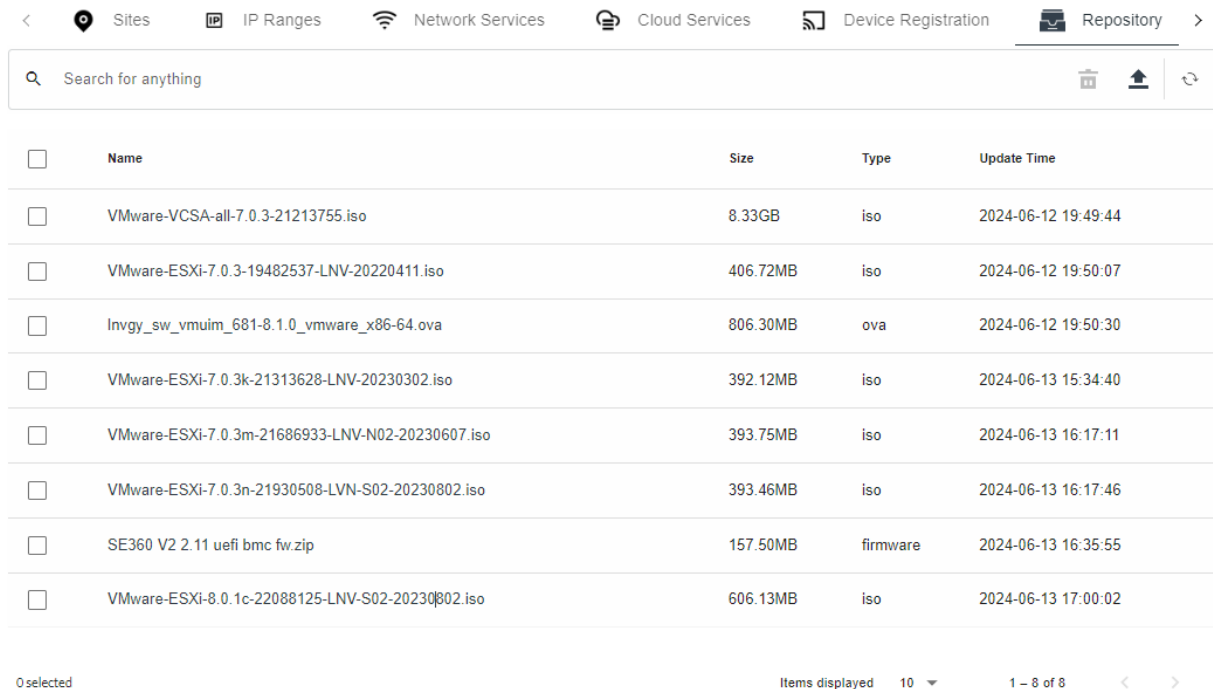 Sites IP IP Ranges Network Services Cloud Services Device Registration Repository
Search for anything
Name Size Type Update Time
VMware-VCSA-all-7.0.3-21213755.iso 8.33GB iso 2024-06-12 19:49:44
VMware-ESXi-7.0.3-19482537-LNV-20220411.iso 406.72MB iso 2024-06-12 19:50:07
lnvgy_sw_vmuim_681-8.1.0_vmware_x86-64.ova 806.30MB ova 2024-06-12 19:50:30
VMware-ESXi-7.0.3k-21313628-LNV-20230302.iso 392.12MB iso 2024-06-13 15:34:40
VMware-ESXi-7.0.3m-21686933-LNV-N02-20230607.iso 393.75MB iso 2024-06-13 16:17:11
VMware-ESXi-7.0.3n-21930508-LVN-S02-20230802.iso 393.46MB iso 2024-06-13 16:17:46
SE360 V2 2.11 uefi bmc fw.zip 157.50MB firmware 2024-06-13 16:35:55
VMware-ESXi-8.0.1c-22088125-LNV-S02-20230802.iso 606.13MB iso 2024-06-13 17:00:02
0 selected Items displayed 10 1 – 8 of 8